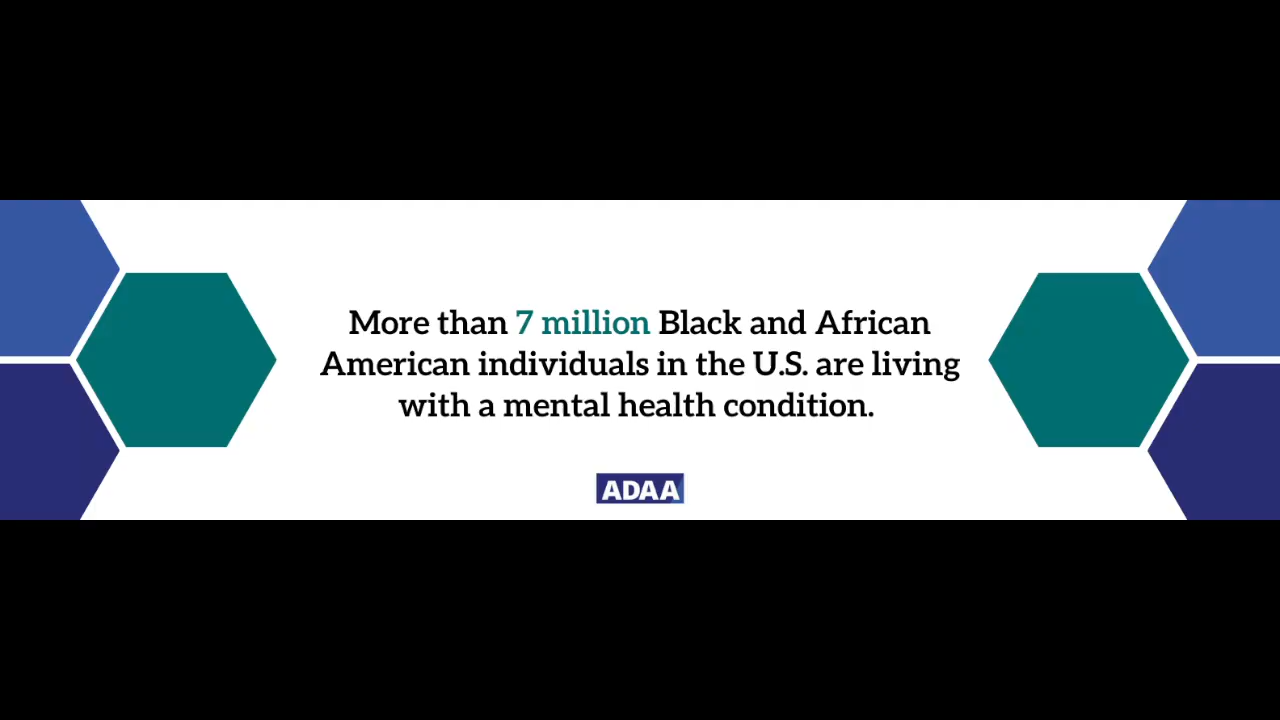 More than 7 million Black and African
American individuals in the U.S. are living
with a mental health condition.
ADAA